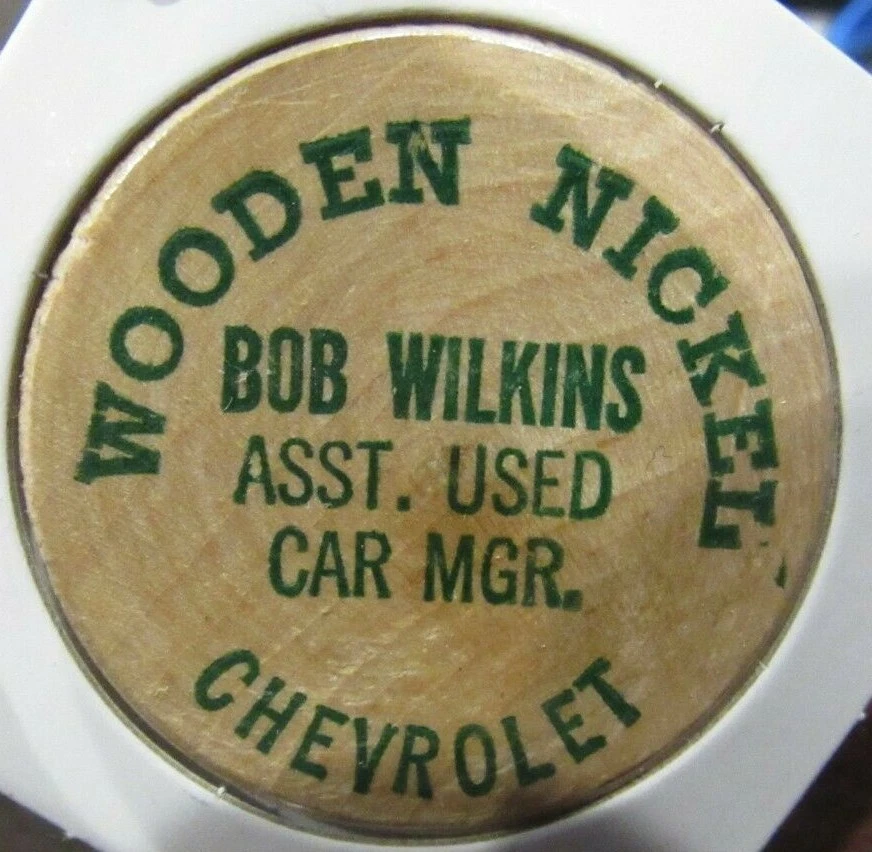 WOODEN NICKEL
BOB WILKINS
ASST. USED
CAR MGR.
CHEVROLET